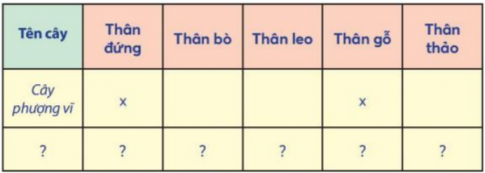 Tên cây | Thân đứng | Thân bò | Thân leo | Thân gỗ | Thân thảo
Cây phượng vĩ | x | | | x |
? | ? | ? | ? | ? | ?